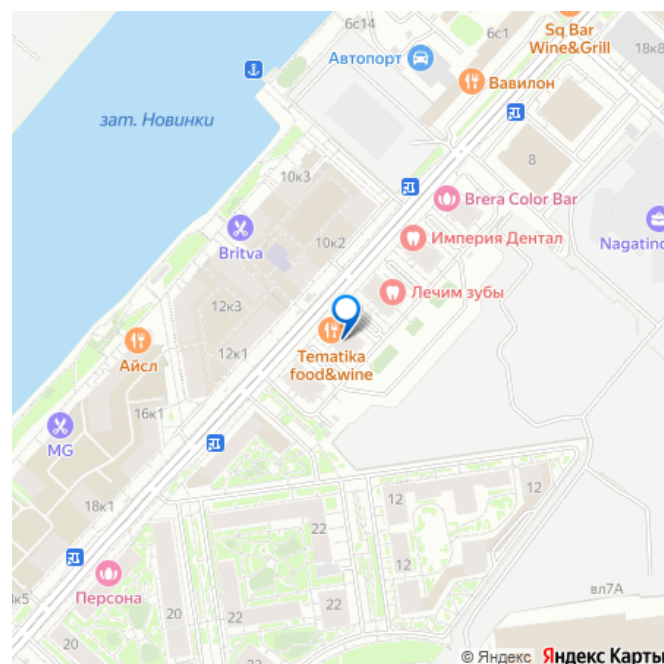 6с14
6с1
Sq Bar
Wine&Grill
18к8
Автопорт
Вавилон
зат. Новинки
8
10к3
Brera Color Bar
Империя Дентал
Nagatino
Britva
10к2
Лечим зубы
12к3
Tematika
food&wine
Айсл
12к1
16к1
MG
18к1
12
12
22
22
12
Персона
20
20
вл7А
к5
© Яндекс Яндекс Карты